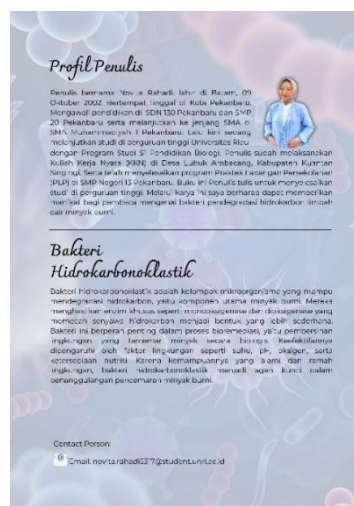 Profil Penulis
Penulis bernama Novita Rahadi, lahir di Batam, 09
Oktober 2002. Bertempat tinggal di Kota Pekanbaru.
Mengawali pendidikan di SDN 130 Pekanbaru dan SMP
20 Pekanbaru serta melanjutkan ke jenjang SMA di
SMA Muhammadiyah 1 Pekanbaru. Lalu kini sedang
melanjutkan studi di perguruan tinggi Universitas Riau
dengan Program Studi S1 Pendidikan Biologi. Penulis sudah melaksanakan
Kuliah Kerja Nyata (KKN) di Desa Lubuk Ambacang, Kabupaten Kuantan
Singingi. Serta telah menyelesaikan program Praktek Lapangan Persekolahan
(PLP) di SMP Negeri 13 Pekanbaru. Buku ini Penulis tulis untuk menyelesaikan
studi di perguruan tinggi. Melalui karya ini saya berharap dapat memberikan
manfaat bagi pembaca mengenai bakteri pendegradasi hidrokarbon limbah
cair minyak bumi.
Bakteri
Hidrokarbonoklastik
Bakteri hidrokarbonoklastik adalah kelompok mikroorganisme yang mampu
mendegradasi hidrokarbon, yaitu komponen utama minyak bumi. Mereka
menghasilkan enzim khusus seperti monooksigenase dan dioksigenase yang
memecah senyawa hidrokarbon menjadi bentuk yang lebih sederhana.
Bakteri ini berperan penting dalam proses bioremediasi, yaitu pembersihan
lingkungan yang tercemar minyak secara biologis. Keefektifannya
dipengaruhi oleh faktor lingkungan seperti suhu, pH, oksigen, serta
ketersediaan nutrisi. Karena kemampuannya yang alami dan ramah
lingkungan, bakteri hidrokarbonoklastik menjadi agen kunci dalam
penanggulangan pencemaran minyak bumi.
Contact Person:
Email: novita.rahadi5317@student.unri.ac.id